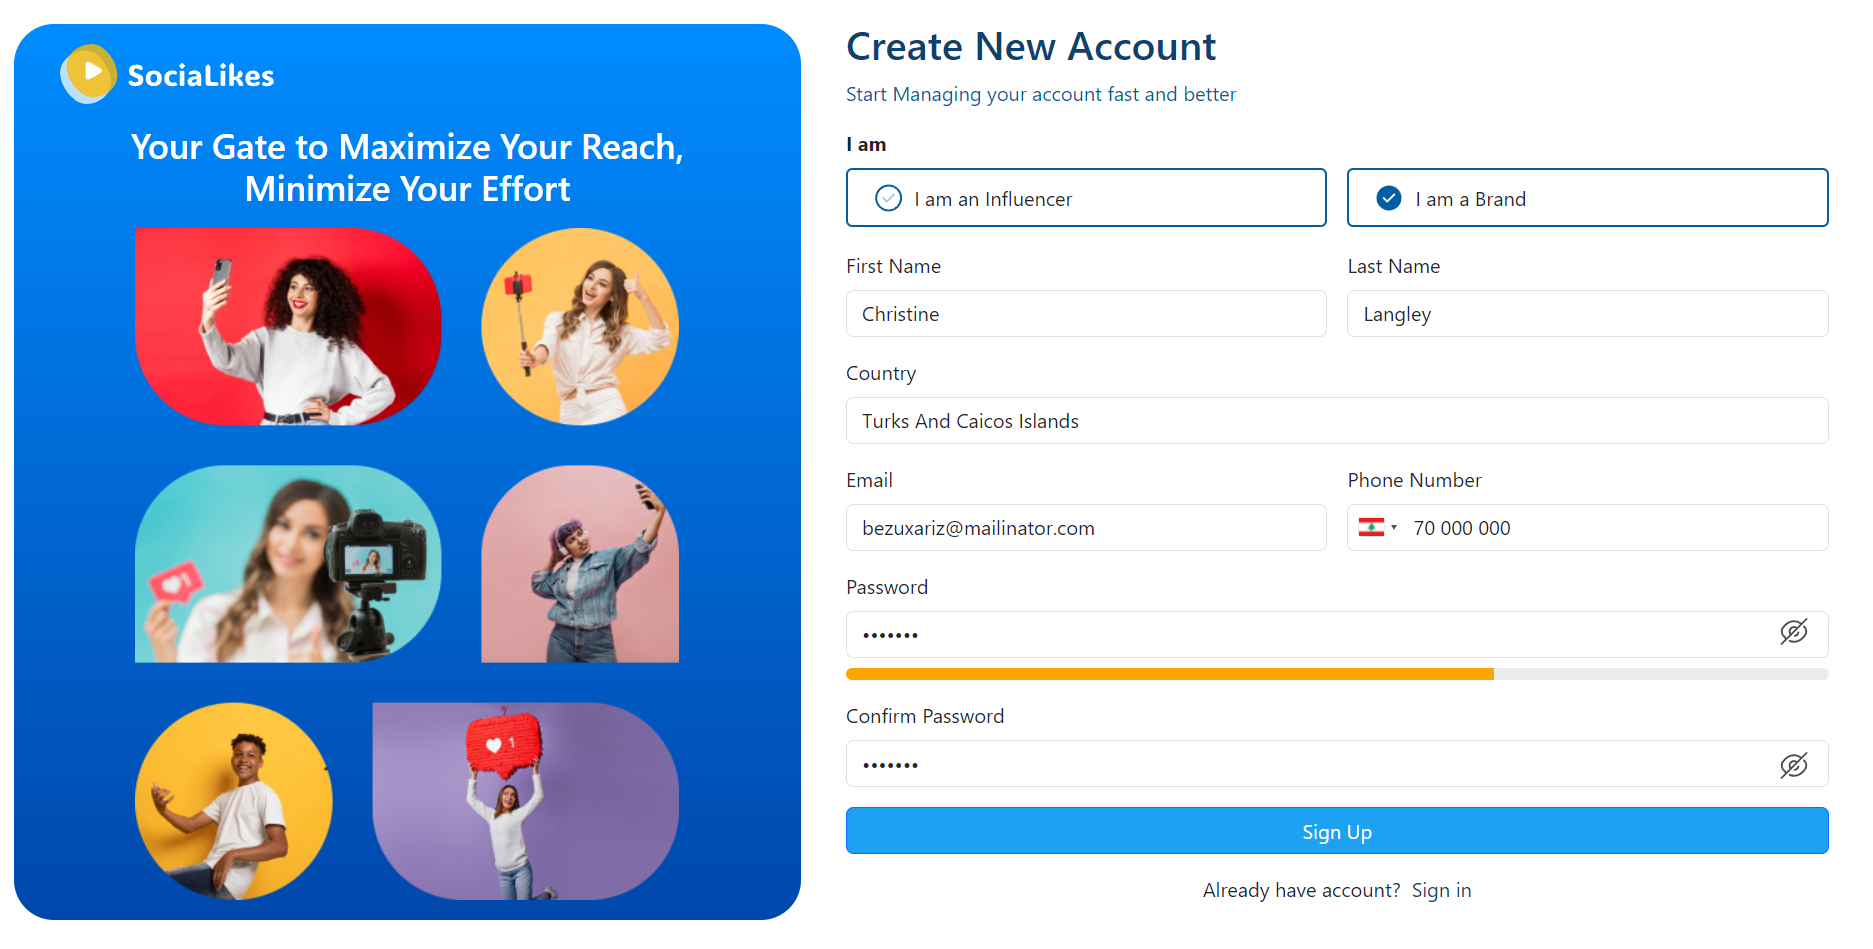 SociaLikes
Your Gate to Maximize Your Reach,
Minimize Your Effort
1
1
Create New Account
Start Managing your account fast and better
I am
I am an Influencer
I am a Brand
First Name
Last Name
Christine
Langley
Country
Turks And Caicos Islands
Email
Phone Number
bezuxariz@mailinator.com
70 000 000
Password
•••••••
Confirm Password
•••••••
Sign Up
Already have account? Sign in